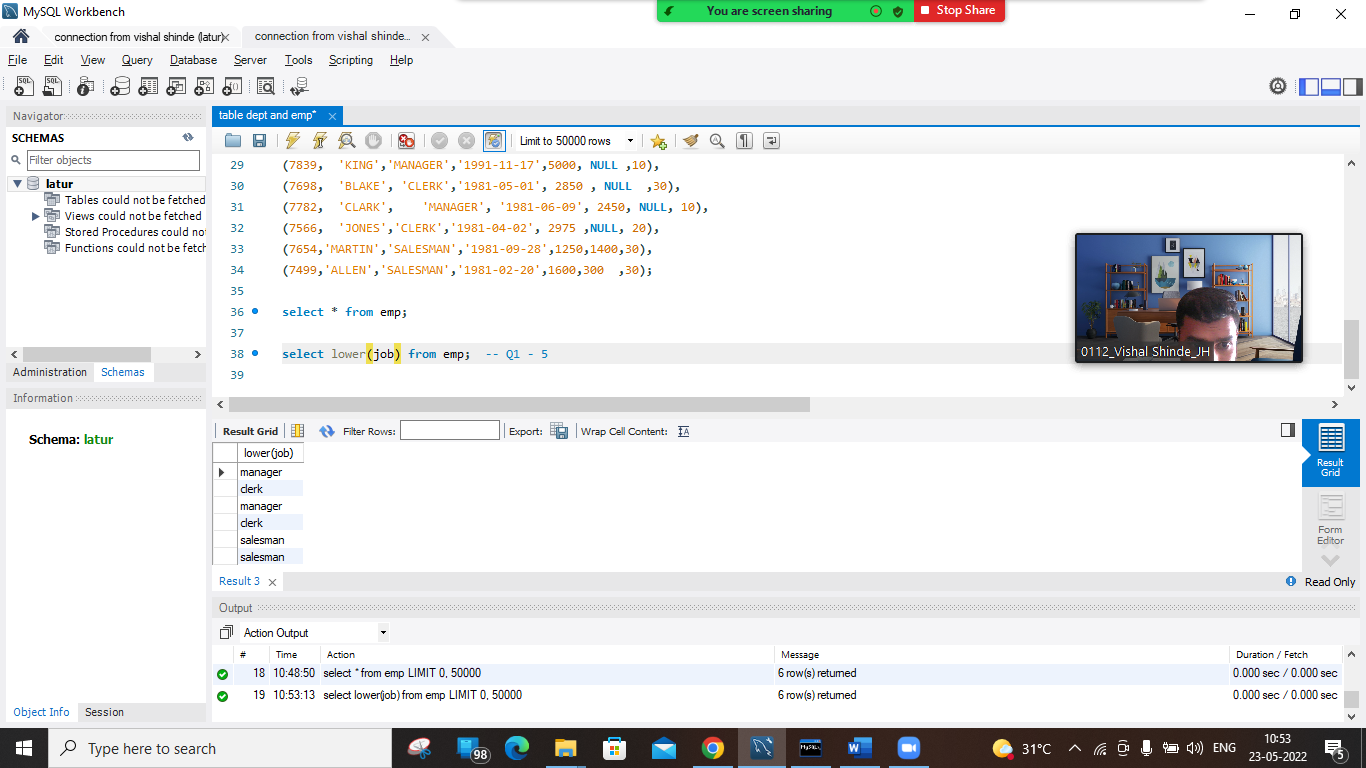 MySQL Workbench
You are screen sharing
Stop Share
connection from vishal shinde (latur)
connection from vishal shinde...
File Edit View Query Database Server Tools Scripting Help
Navigator
SCHEMAS
Filter objects
latur
Tables could not be fetched
Views could not be fetched
Stored Procedures could no
Functions could not be fetch
Administration Schemas
Information
Schema: latur
Object Info Session
table dept and emp*
Limit to 50000 rows
29 (7839, 'KING','MANAGER','1991-11-17',5000, NULL ,10),
30 (7698, 'BLAKE', 'CLERK','1981-05-01', 2850 , NULL ,30),
31 (7782, 'CLARK', 'MANAGER', '1981-06-09', 2450, NULL, 10),
32 (7566, 'JONES','CLERK','1981-04-02', 2975 ,NULL, 20),
33 (7654,'MARTIN','SALESMAN','1981-09-28',1250,1400,30),
34 (7499,'ALLEN','SALESMAN','1981-02-20',1600,300 ,30);
35
36 select * from emp;
37
38 select lower(job) from emp; -- Q1 - 5
39
0112_Vishal Shinde_JH
Result Grid Filter Rows: Export: Wrap Cell Content:
lower(job)
manager
clerk
manager
clerk
salesman
salesman
Result Grid
Form Editor
Result 3
Read Only
Output
Action Output
# Time Action Message Duration / Fetch
18 10:48:50 select * from emp LIMIT 0, 50000 6 row(s) returned 0.000 sec / 0.000 sec
19 10:53:13 select lower(job) from emp LIMIT 0, 50000 6 row(s) returned 0.000 sec / 0.000 sec
Type here to search
98
31°C
ENG
10:53
23-05-2022
5